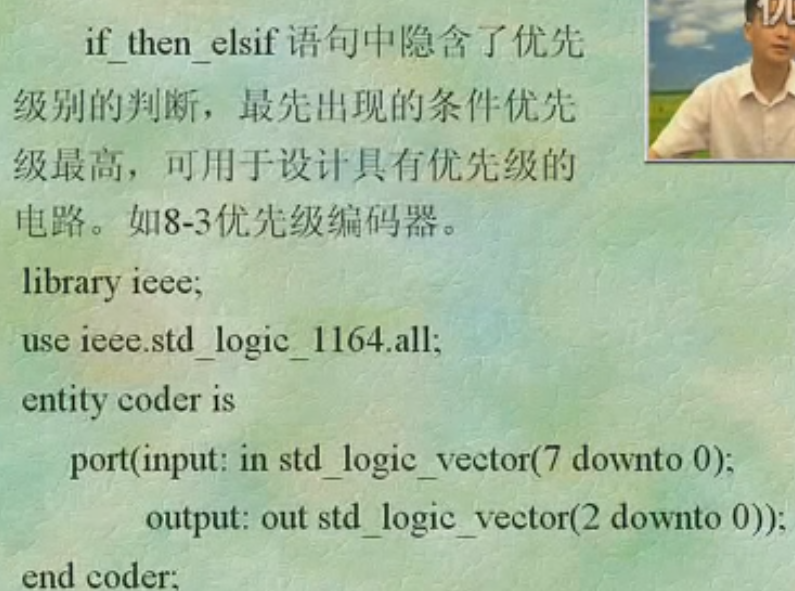 优
if_then_elsif 语句中隐含了优先
级别的判断，最先出现的条件优先
级最高，可用于设计具有优先级的
电路。如8-3优先级编码器。
library ieee;
use ieee.std_logic_1164.all;
entity coder is
port(input: in std_logic_vector(7 downto 0);
output: out std_logic_vector(2 downto 0));
end coder;